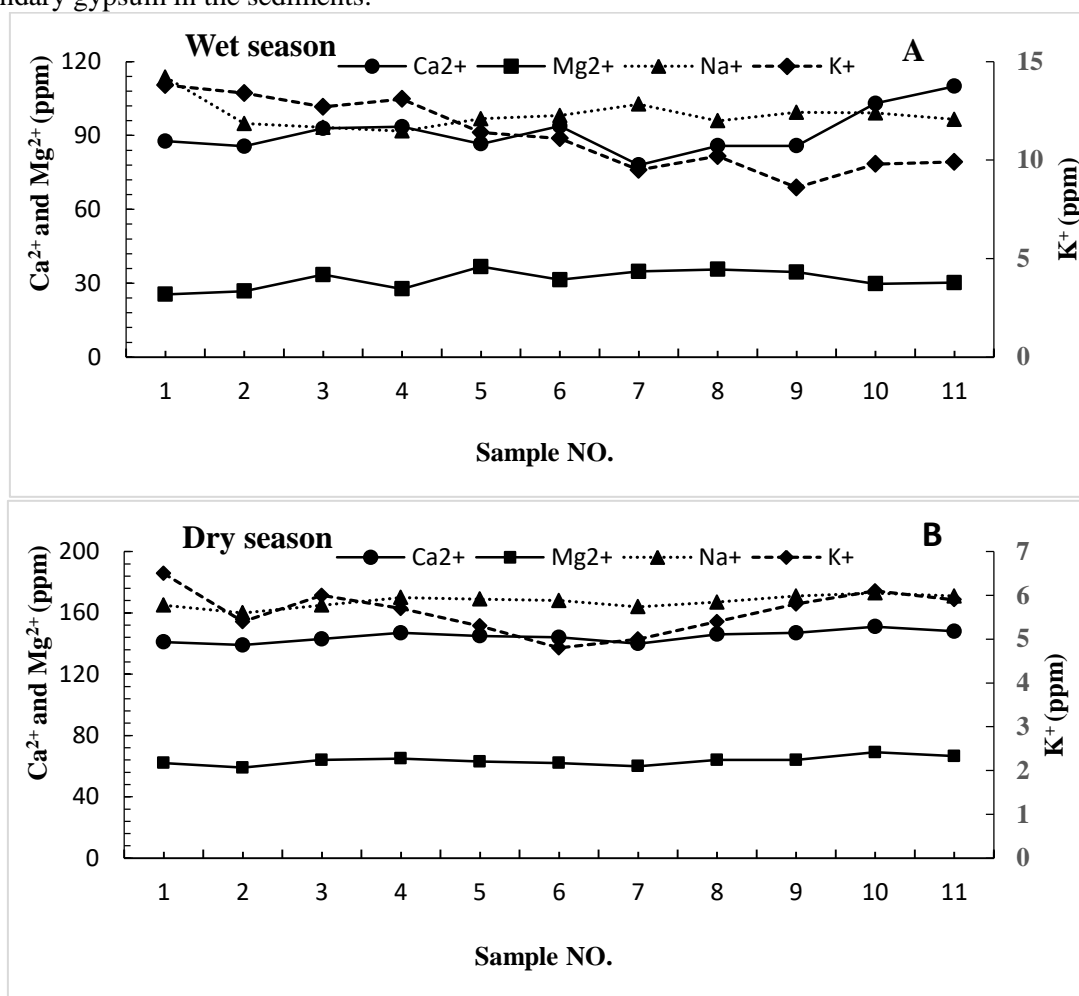 ndary gypsum in the sediments.
Wet season
A
Ca2+ Mg2+ Na+ K+
120
90
60
30
0
15
10
5
0
Ca²⁺ and Mg²⁺ (ppm)
K⁺ (ppm)
1 2 3 4 5 6 7 8 9 10 11
Sample NO.
Dry season
B
Ca2+ Mg2+ Na+ K+
200
160
120
80
40
0
7
6
5
4
3
2
1
0
Ca²⁺ and Mg²⁺ (ppm)
K⁺ (ppm)
1 2 3 4 5 6 7 8 9 10 11
Sample NO.